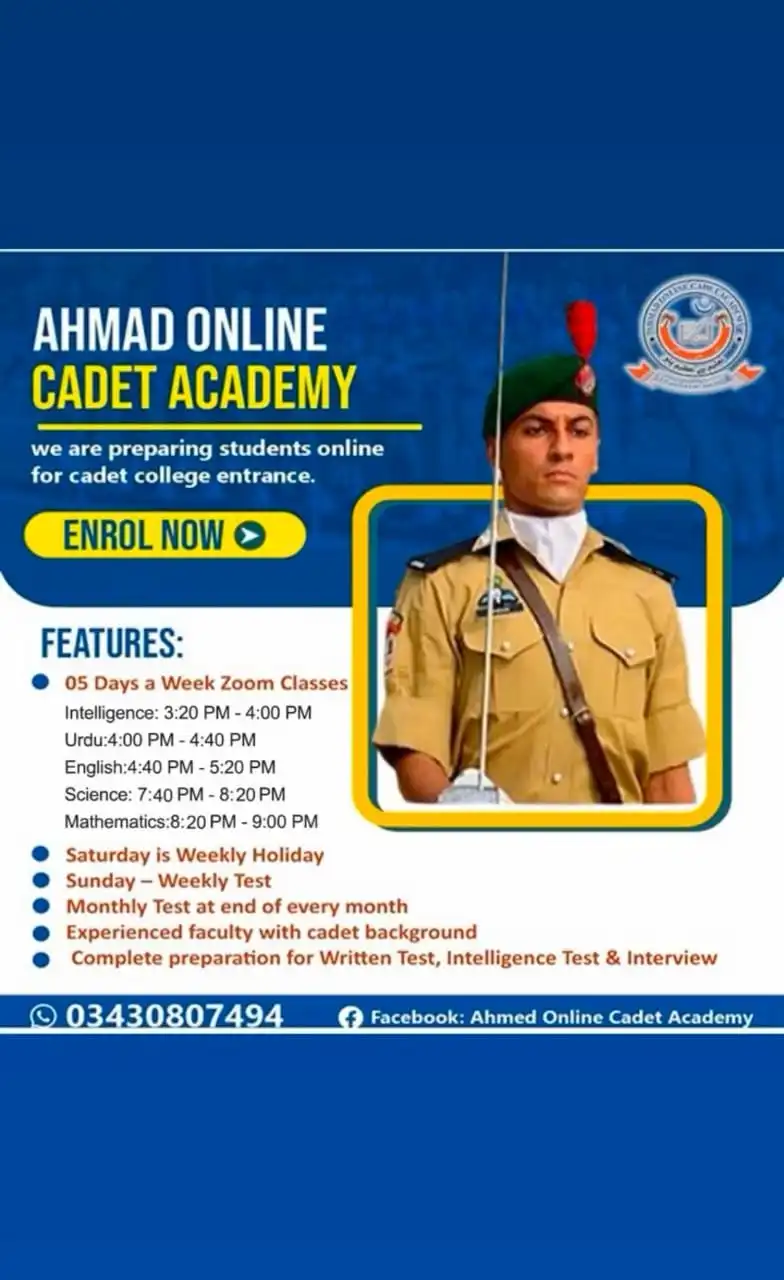 AHMAD ONLINE
CADET ACADEMY
we are preparing students online
for cadet college entrance.
ENROL NOW
FEATURES:
05 Days a Week Zoom Classes
Intelligence: 3:20 PM - 4:00 PM
Urdu:4:00 PM - 4:40 PM
English:4:40 PM - 5:20 PM
Science: 7:40 PM - 8:20 PM
Mathematics:8:20 PM - 9:00 PM
Saturday is Weekly Holiday
Sunday – Weekly Test
Monthly Test at end of every month
Experienced faculty with cadet background
Complete preparation for Written Test, Intelligence Test & Interview
03430807494
Facebook: Ahmed Online Cadet Academy